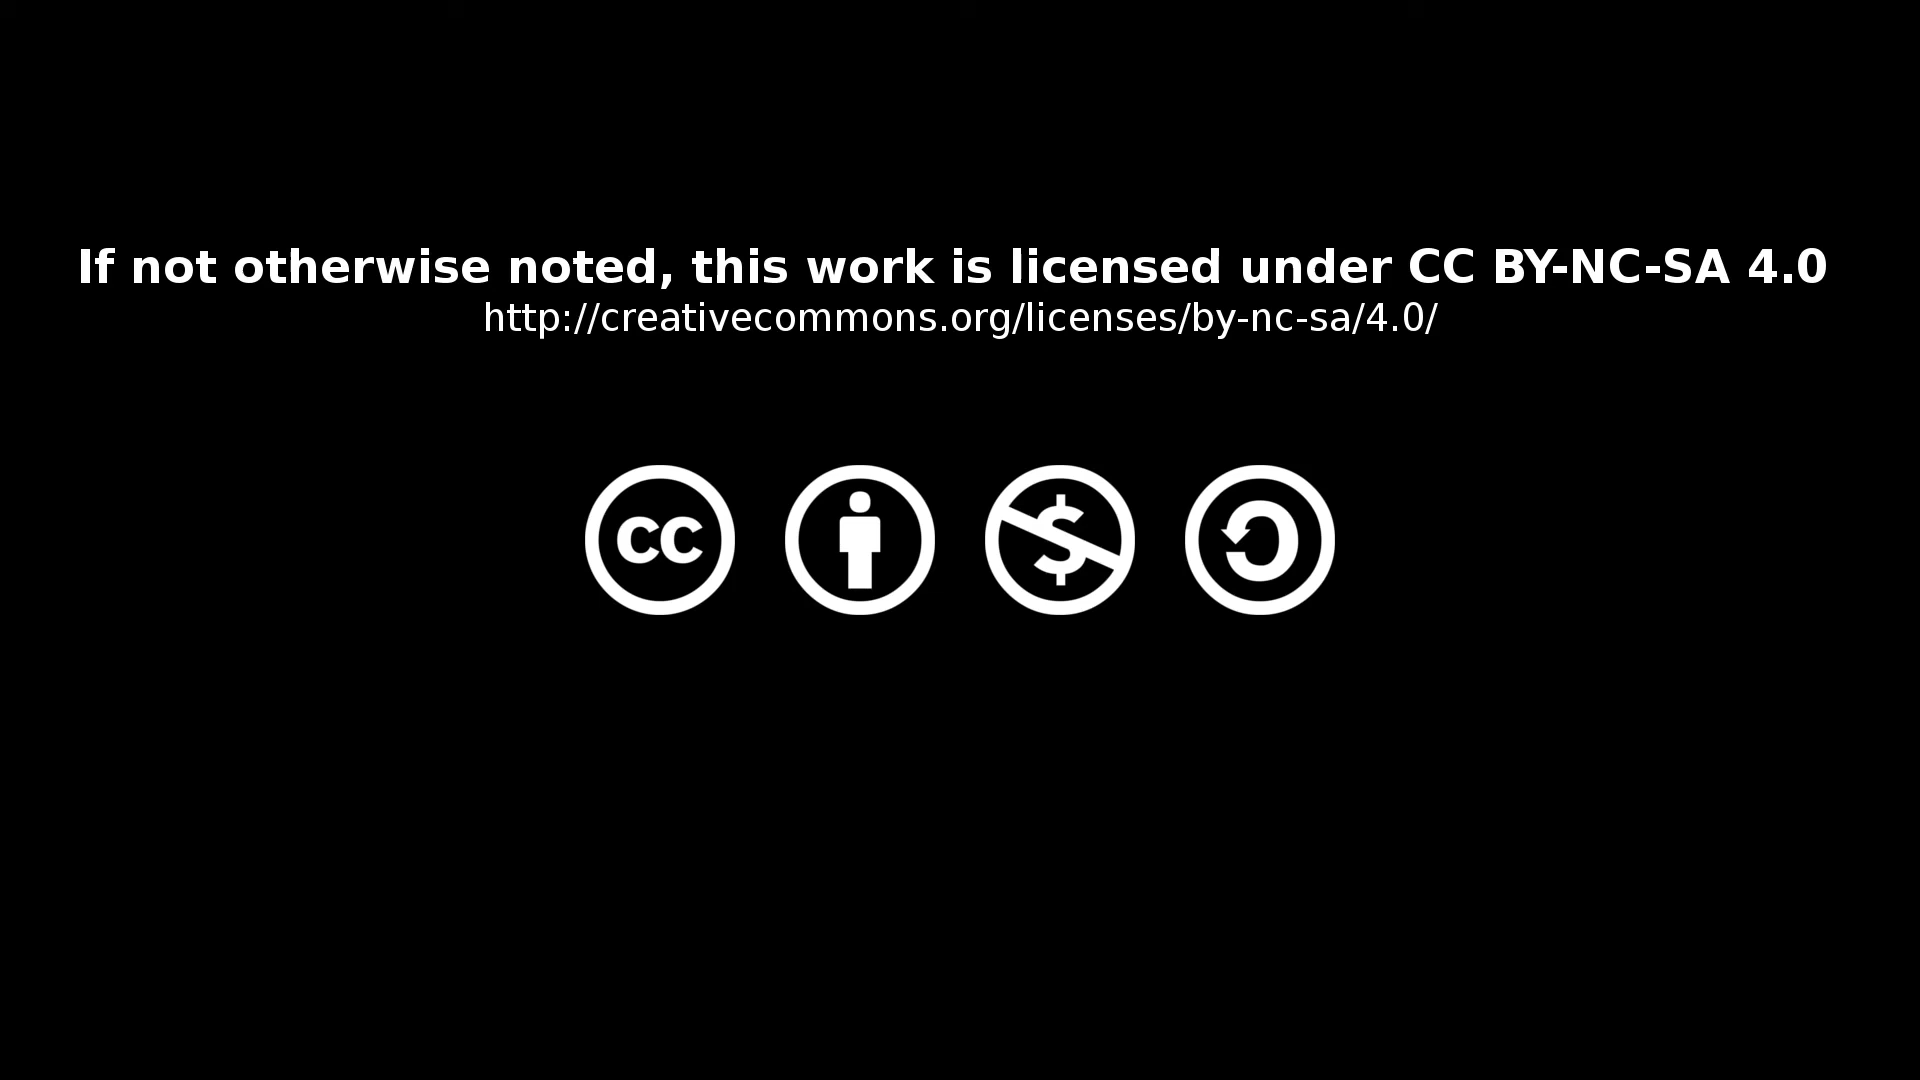 If not otherwise noted, this work is licensed under CC BY-NC-SA 4.0
http://creativecommons.org/licenses/by-nc-sa/4.0/
cc